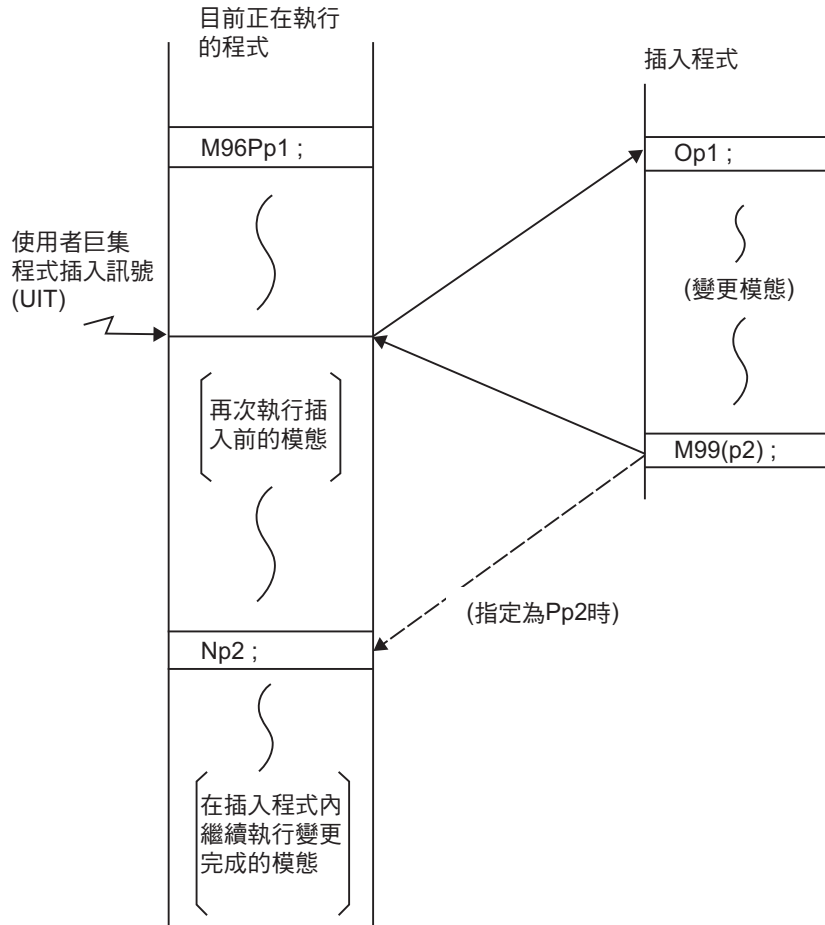 目前正在執行
的程式
插入程式
M96Pp1 ;
Op1 ;
使用者巨集
程式插入訊號
(UIT)
(變更模態)
再次執行插
入前的模態
M99(p2) ;
(指定為Pp2時)
Np2 ;
在插入程式內
繼續執行變更
完成的模態